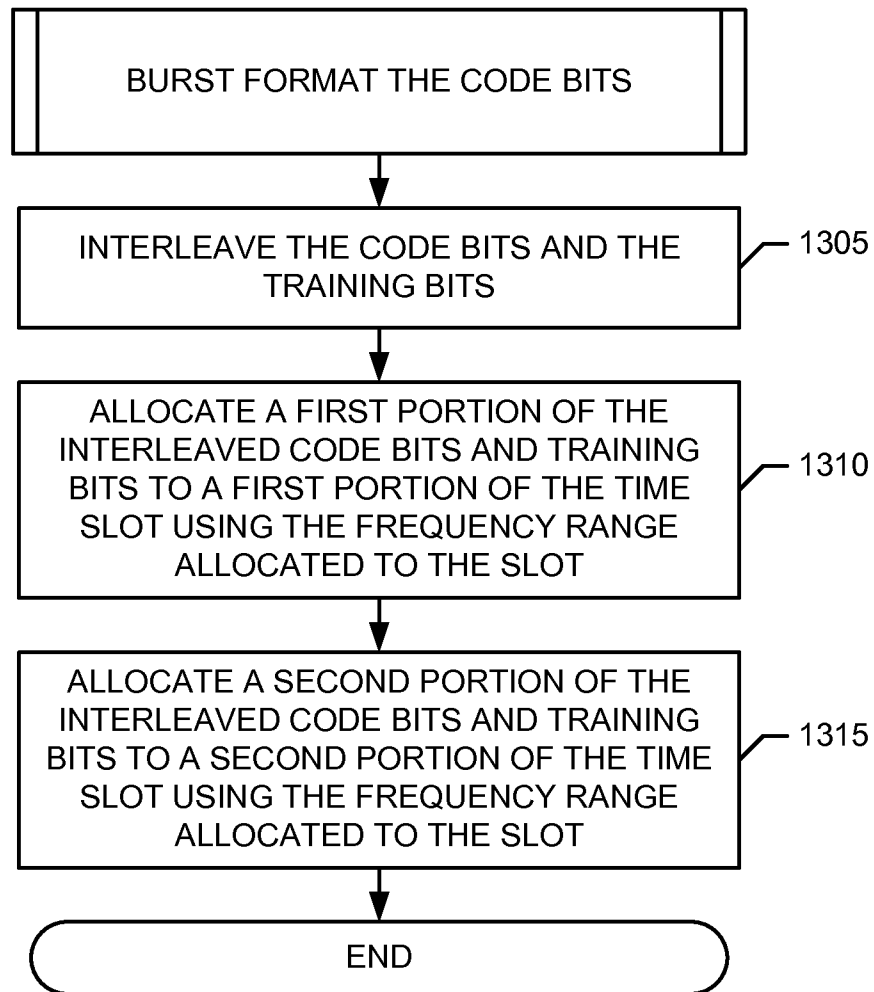 BURST FORMAT THE CODE BITS
INTERLEAVE THE CODE BITS AND THE
TRAINING BITS
1305
ALLOCATE A FIRST PORTION OF THE
INTERLEAVED CODE BITS AND TRAINING
BITS TO A FIRST PORTION OF THE TIME
SLOT USING THE FREQUENCY RANGE
ALLOCATED TO THE SLOT
1310
ALLOCATE A SECOND PORTION OF THE
INTERLEAVED CODE BITS AND TRAINING
BITS TO A SECOND PORTION OF THE TIME
SLOT USING THE FREQUENCY RANGE
ALLOCATED TO THE SLOT
1315
END